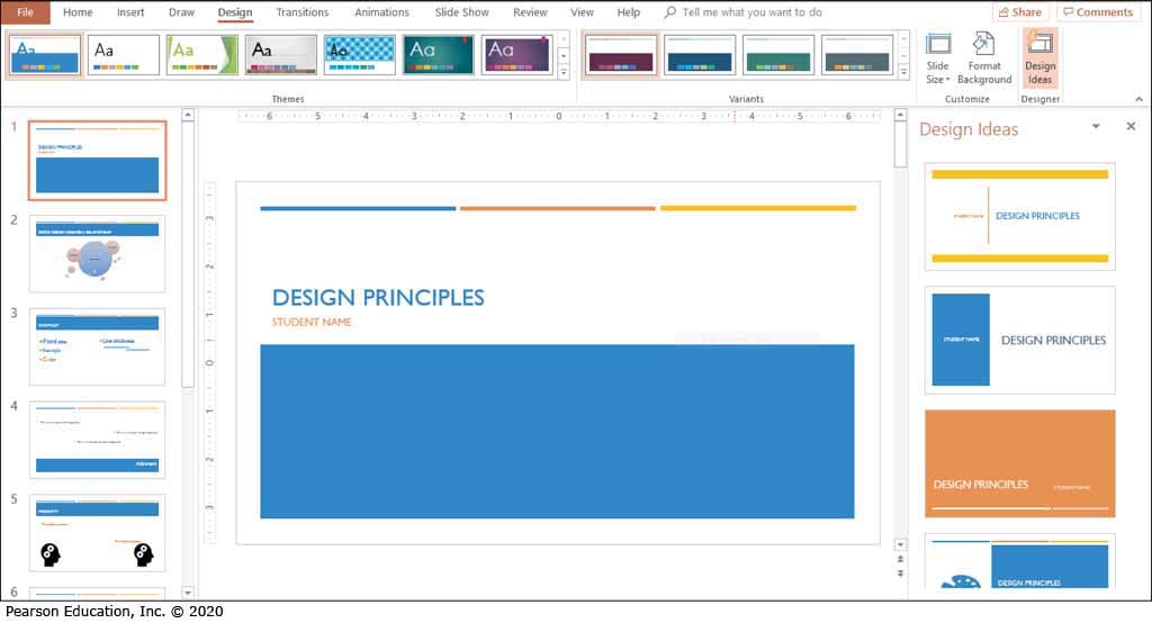 File Home Insert Draw Design Transitions Animations Slide Show Review View Help Tell me what you want to do Share Comments
Aa Aa Aa Aa Aa Aa Aa
Slide Size Format Background Design Ideas
Themes Variants Customize Designer
6 5 4 3 2 1 0 1 2 3 4 5 6
Design Ideas
1
DESIGN PRINCIPLES
2
3
4
5
6
3
2
1
0
1
2
3
DESIGN PRINCIPLES
STUDENT NAME
STUDENT NAME DESIGN PRINCIPLES
STUDENT NAME DESIGN PRINCIPLES
DESIGN PRINCIPLES STUDENT NAME
DESIGN PRINCIPLES
Pearson Education, Inc. © 2020